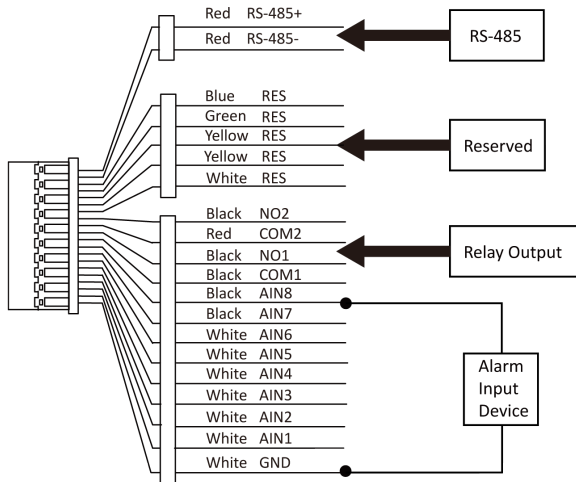 Red RS-485+
Red RS-485-
RS-485
Blue RES
Green RES
Yellow RES
Yellow RES
White RES
Reserved
Black NO2
Red COM2
Black NO1
Black COM1
Relay Output
Black AIN8
Black AIN7
White AIN6
White AIN5
White AIN4
White AIN3
White AIN2
White AIN1
White GND
Alarm
Input
Device